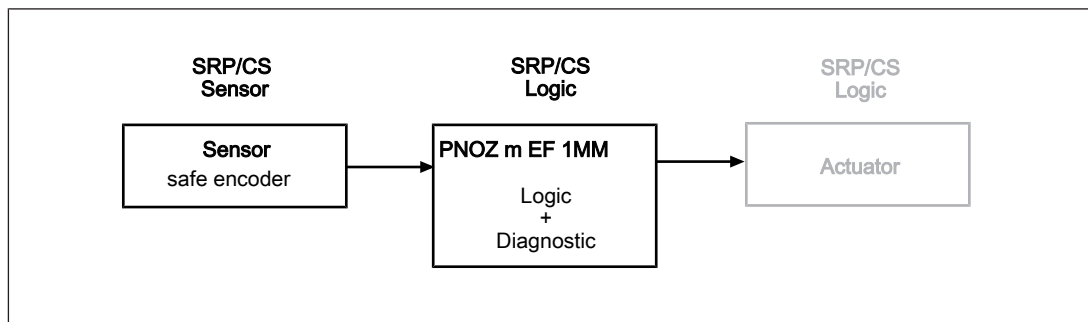 SRP/CS
Sensor
SRP/CS
Logic
SRP/CS
Logic
Sensor
safe encoder
PNOZ m EF 1MM
Logic
+
Diagnostic
Actuator